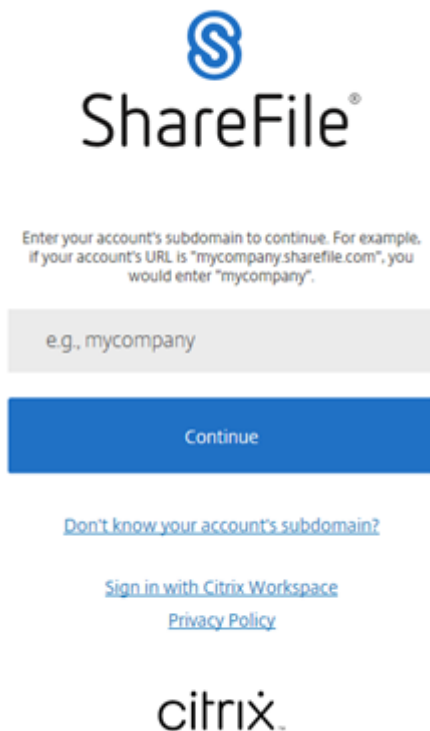 ShareFile®
Enter your account's subdomain to continue. For example,
if your account's URL is "mycompany.sharefile.com", you
would enter "mycompany".
e.g., mycompany
Continue
Don't know your account's subdomain?
Sign in with Citrix Workspace
Privacy Policy
citrix™